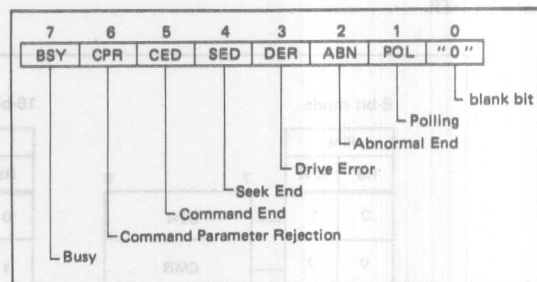 7 6 5 4 3 2 1 0
BSY CPR CED SED DER ABN POL "0"
blank bit
Polling
Abnormal End
Drive Error
Seek End
Command End
Command Parameter Rejection
Busy